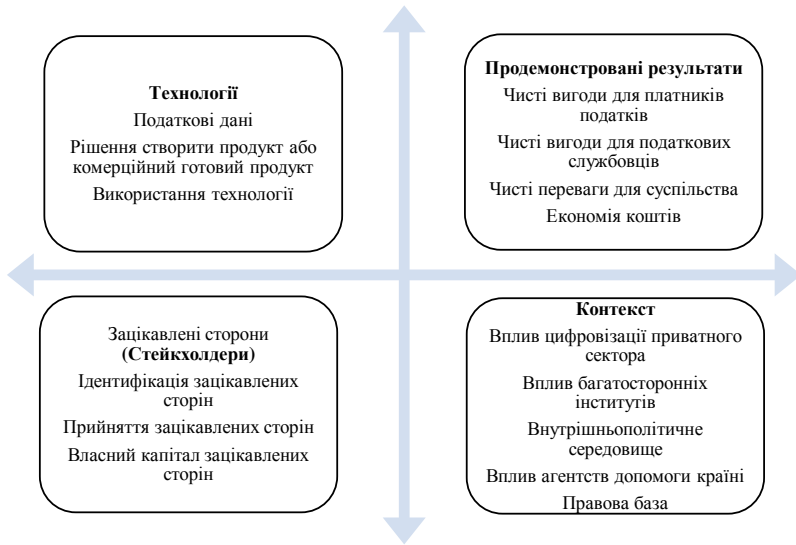 Технології
Податкові дані
Рішення створити продукт або
комерційний готовий продукт
Використання технології
Продемонстровані результати
Чисті вигоди для платників
податків
Чисті вигоди для податкових
службовців
Чисті переваги для суспільства
Економія коштів
Зацікавлені сторони
(Стейкхолдери)
Ідентифікація зацікавлених
сторін
Прийняття зацікавлених сторін
Власний капітал зацікавлених
сторін
Контекст
Вплив цифровізації приватного
сектора
Вплив багатосторонніх
інститутів
Внутрішньополітичне
середовище
Вплив агентств допомоги країні
Правова база